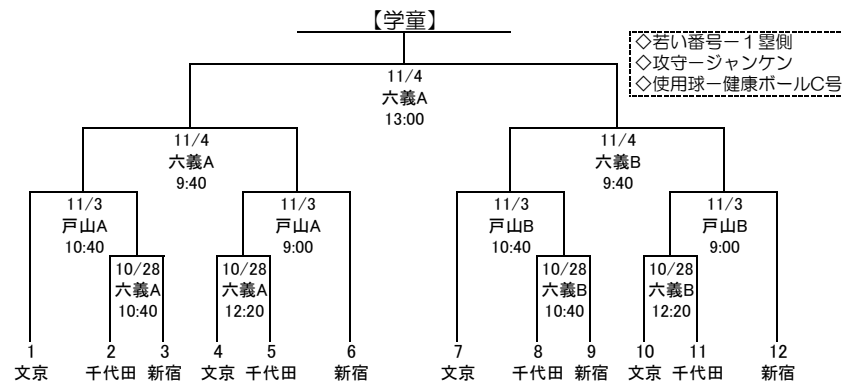 【学童】
◇若い番号－１塁側
◇攻守－ジャンケン
◇使用球－健康ボールC号
11/4
六義A
13:00
11/4
六義A
9:40
11/4
六義B
9:40
11/3
戸山A
10:40
11/3
戸山A
9:00
11/3
戸山B
10:40
11/3
戸山B
9:00
10/28
六義A
10:40
10/28
六義A
12:20
10/28
六義B
10:40
10/28
六義B
12:20
1 2 3 4 5 6 7 8 9 10 11 12
文京 千代田 新宿 文京 千代田 新宿 文京 千代田 新宿 文京 千代田 新宿